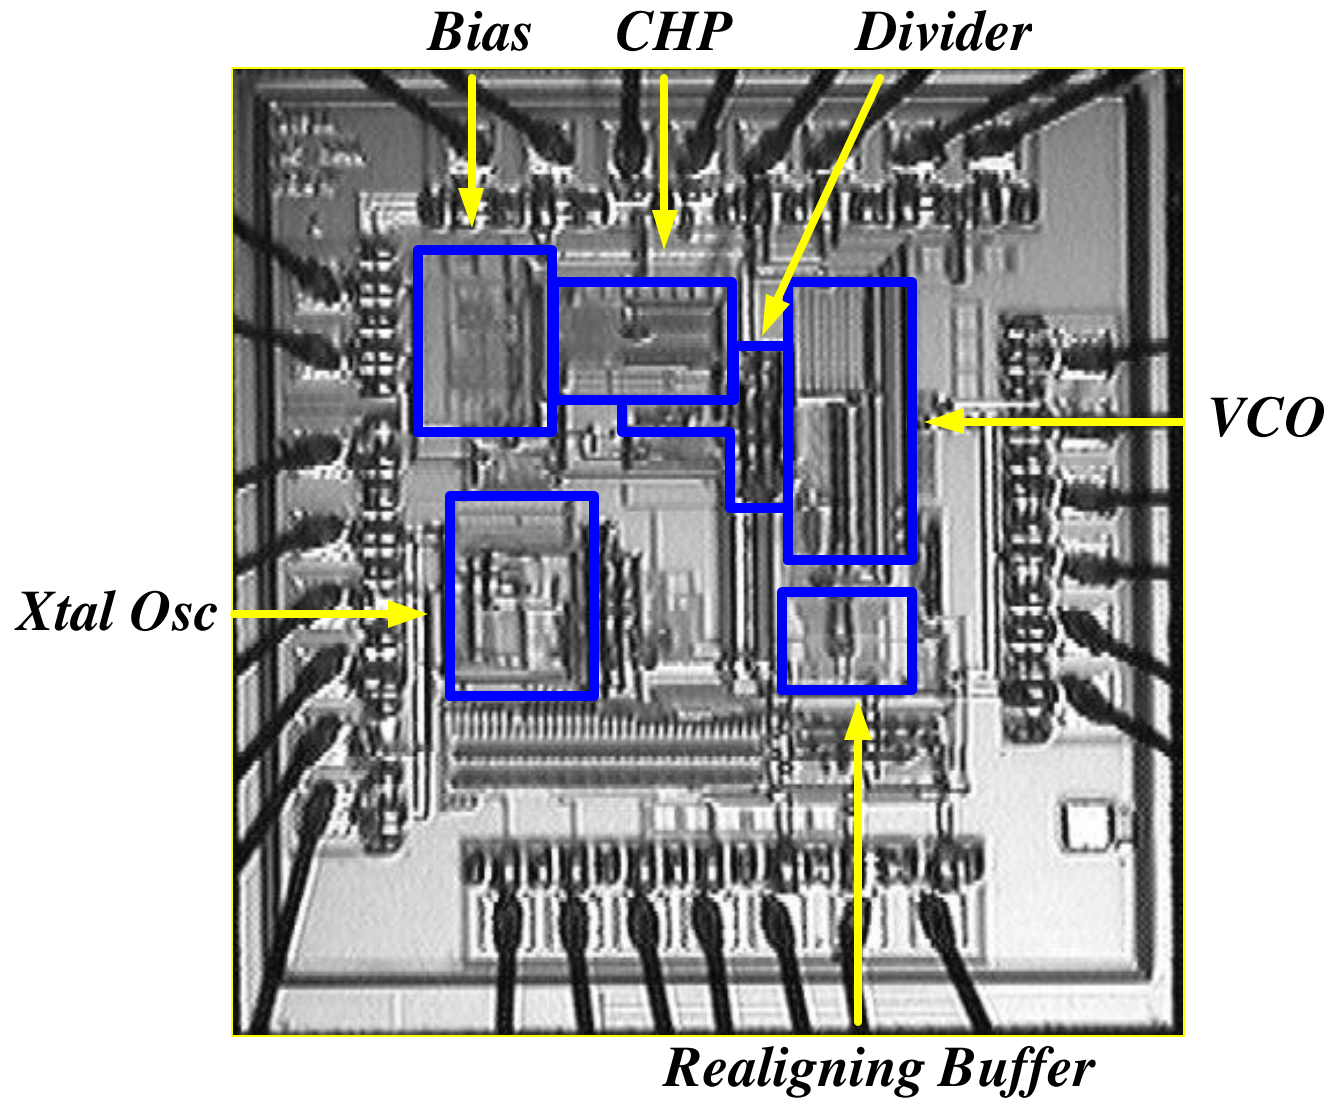 Bias
CHP
Divider
VCO
Xtal Osc
Realigning Buffer